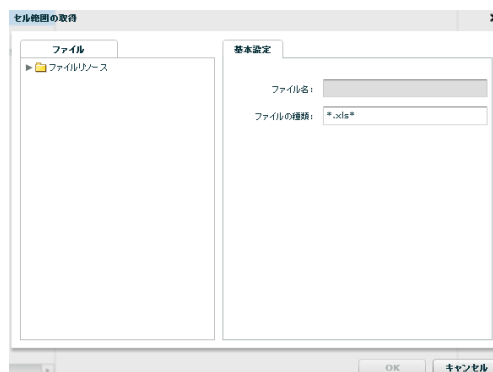 セル範囲の取得
ファイル
基本設定
ファイルリソース
ファイル名:
ファイルの種類:
*.xls*
OK
キャンセル